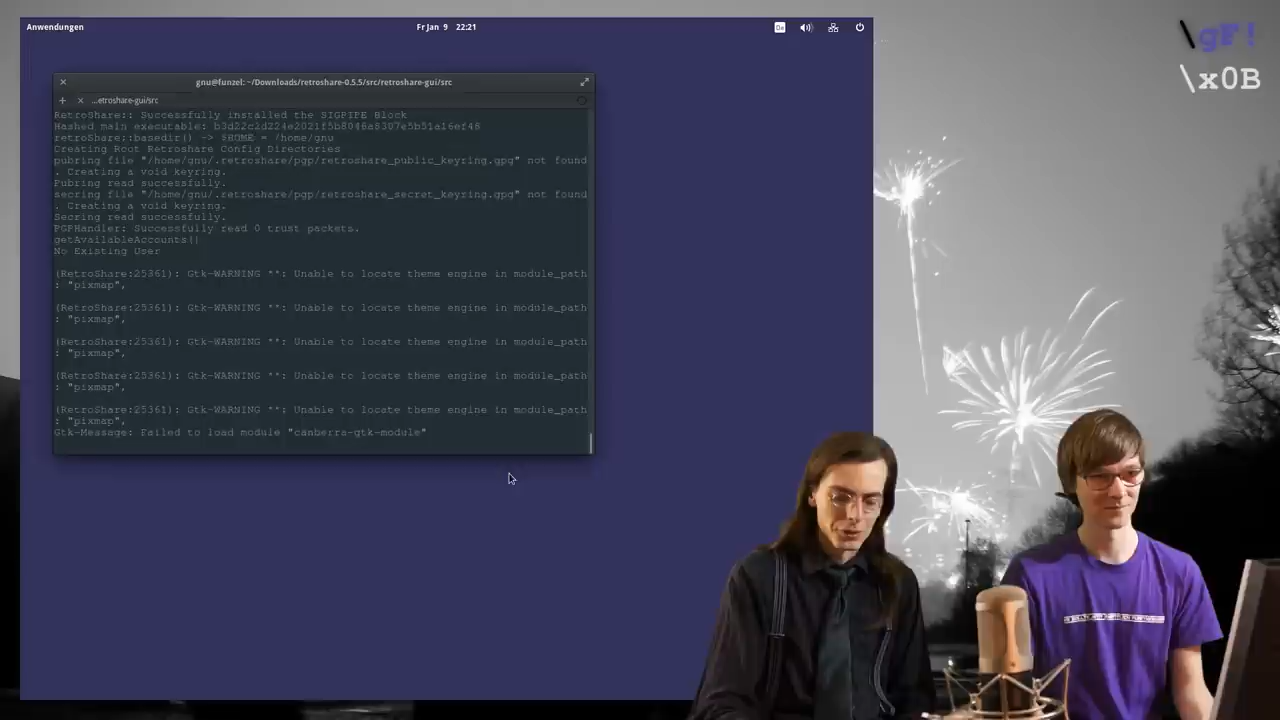 Anwendungen
Fr Jan 9 22:21
De
\gF!
\x0B
gnu@funzel: ~/Downloads/retroshare-0.5.5/src/retroshare-gui/src
...etroshare-gui/src
RetroShare:: Successfully installed the SIGPIPE Block
Hashed main executable:
retroShare::basedir() -> $HOME = /home/gnu
Creating Root Retroshare Config Directories
pubring file "/home/gnu/.retroshare/pgp/retroshare_public_keyring.gpg" not found
. Creating a void keyring.
Pubring read successfully.
secring file "/home/gnu/.retroshare/pgp/retroshare_secret_keyring.gpg" not found
. Creating a void keyring.
Secring read successfully.
PGPHandler: Successfully read 0 trust packets.
getAvailableAccounts()
No Existing User
(RetroShare:25361): Gtk-WARNING **: Unable to locate theme engine in module_path
: "pixmap",
(RetroShare:25361): Gtk-WARNING **: Unable to locate theme engine in module_path
: "pixmap",
(RetroShare:25361): Gtk-WARNING **: Unable to locate theme engine in module_path
: "pixmap",
(RetroShare:25361): Gtk-WARNING **: Unable to locate theme engine in module_path
: "pixmap",
(RetroShare:25361): Gtk-WARNING **: Unable to locate theme engine in module_path
: "pixmap",
Gtk-Message: Failed to load module "canberra-gtk-module"